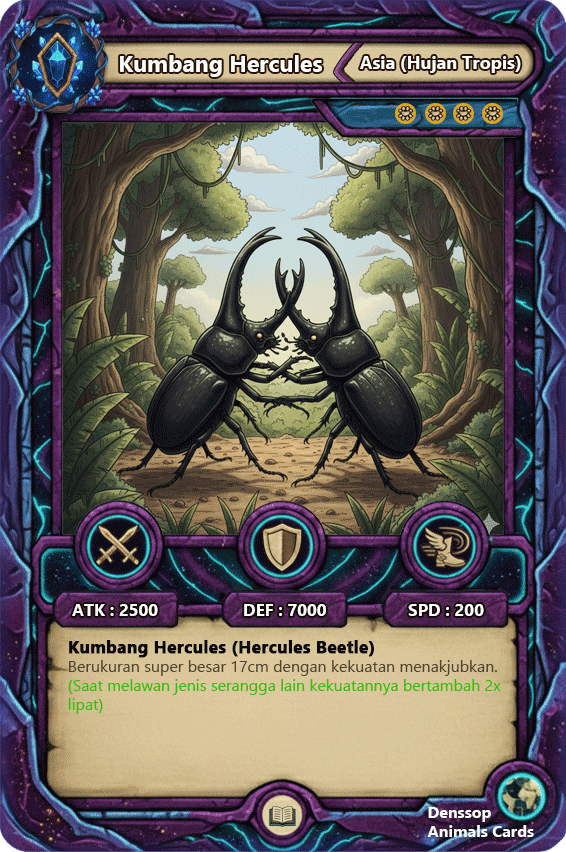 Kumbang Hercules
Asia (Hujan Tropis)
ATK : 2500
DEF : 7000
SPD : 200
Kumbang Hercules (Hercules Beetle)
Berukuran super besar 17cm dengan kekuatan menakjubkan.
(Saat melawan jenis serangga lain kekuatannya bertambah 2x
lipat)
Denssop
Animals Cards